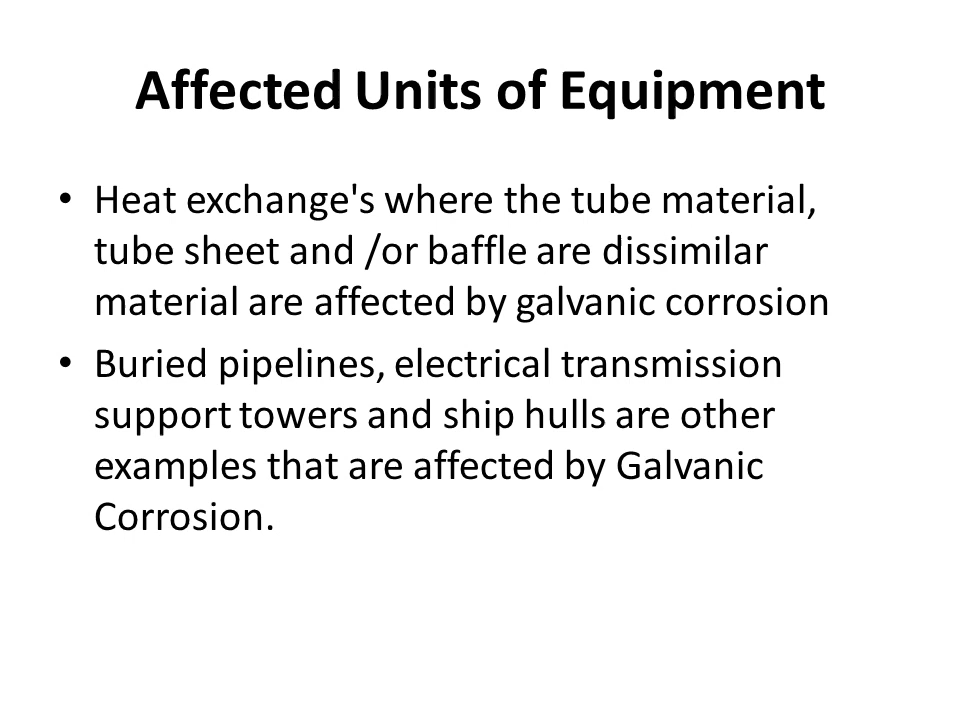 Affected Units of Equipment
• Heat exchange's where the tube material,
tube sheet and /or baffle are dissimilar
material are affected by galvanic corrosion
• Buried pipelines, electrical transmission
support towers and ship hulls are other
examples that are affected by Galvanic
Corrosion.